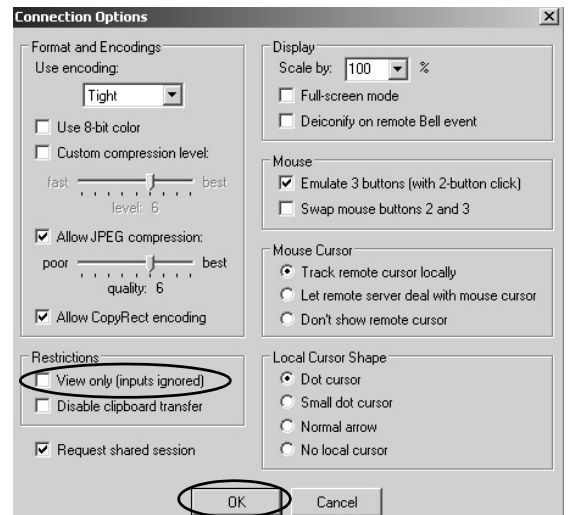 Connection Options
Format and Encodings
Use encoding:
Tight
Use 8-bit color
Custom compression level:
fast best
level: 6
Allow JPEG compression:
poor best
quality: 6
Allow CopyRect encoding
Restrictions
View only (inputs ignored)
Disable clipboard transfer
Request shared session
Display
Scale by: 100 %
Full-screen mode
Deiconify on remote Bell event
Mouse
Emulate 3 buttons (with 2-button click)
Swap mouse buttons 2 and 3
Mouse Cursor
Track remote cursor locally
Let remote server deal with mouse cursor
Don't show remote cursor
Local Cursor Shape
Dot cursor
Small dot cursor
Normal arrow
No local cursor
OK Cancel